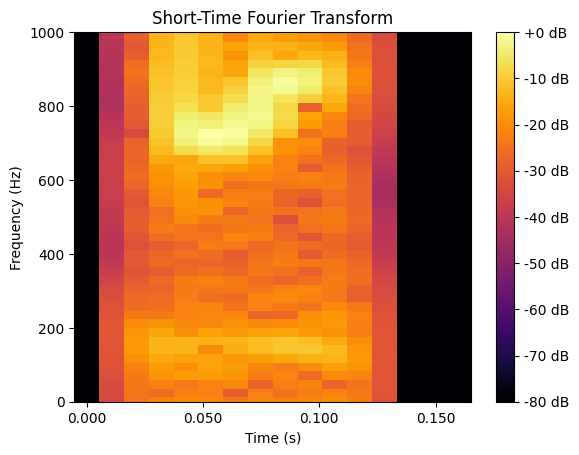 Short-Time Fourier Transform
Frequency (Hz)
1000
800
600
400
200
0
0.000 0.050 0.100 0.150
Time (s)
+0 dB
-10 dB
-20 dB
-30 dB
-40 dB
-50 dB
-60 dB
-70 dB
-80 dB